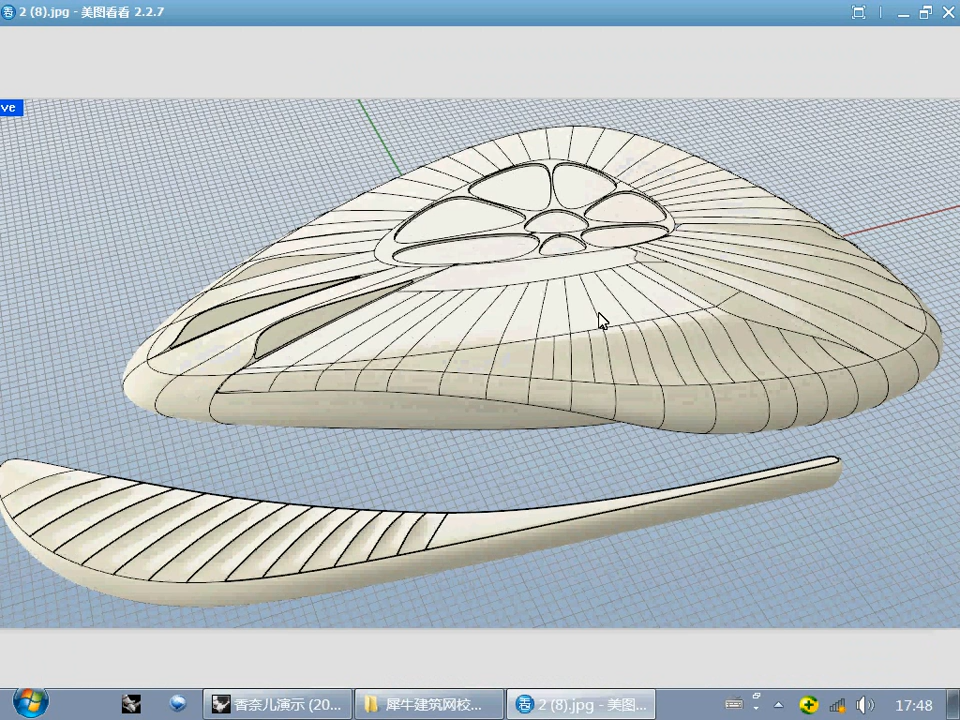 2 (8).jpg - 美图看看 2.2.7
ve
香奈儿演示 (20...
犀牛建筑网校...
2 (8).jpg - 美图...
17:48